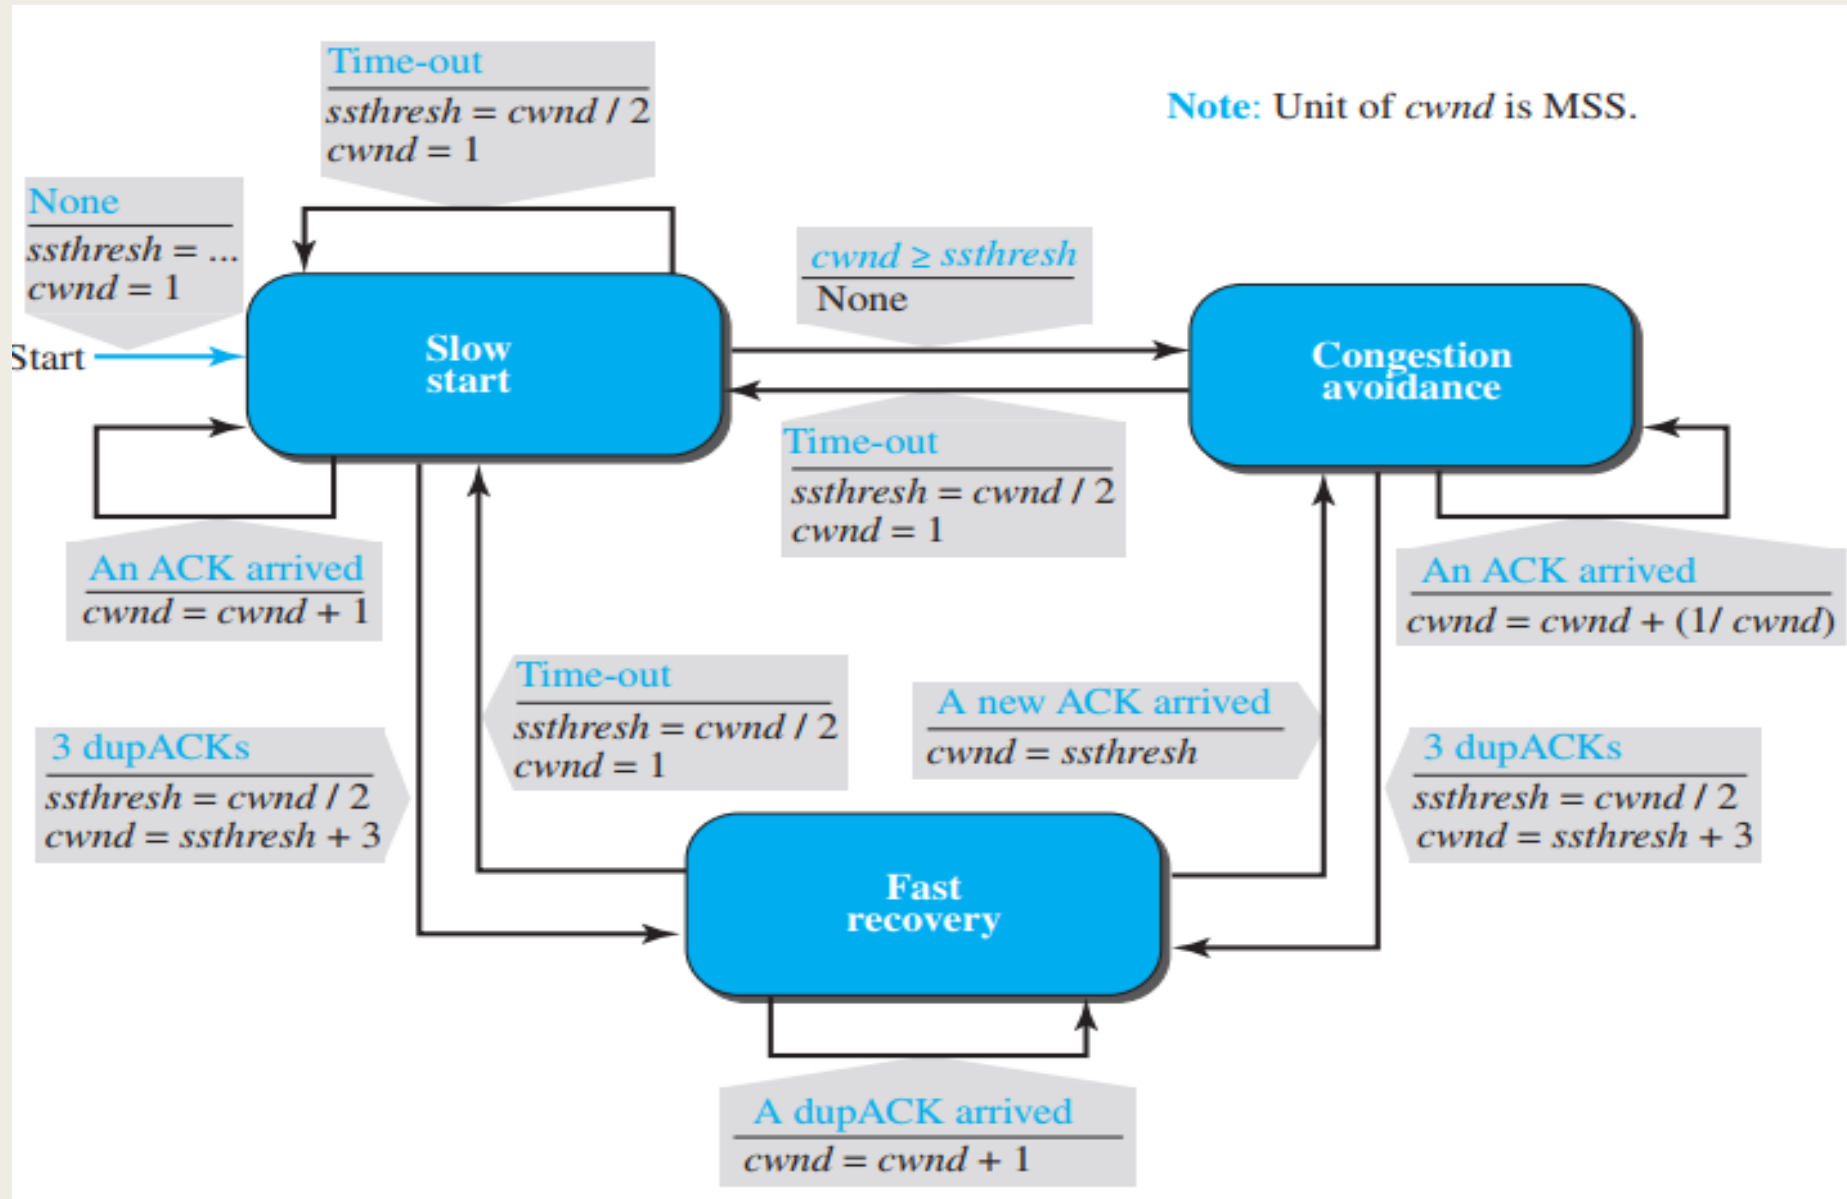 Time-out
ssthresh = cwnd / 2
cwnd = 1
Note: Unit of cwnd is MSS.
None
ssthresh = ...
cwnd = 1
Start
Slow
start
cwnd ≥ ssthresh
None
Congestion
avoidance
Time-out
ssthresh = cwnd / 2
cwnd = 1
An ACK arrived
cwnd = cwnd + 1
An ACK arrived
cwnd = cwnd + (1/ cwnd)
3 dupACKs
ssthresh = cwnd / 2
cwnd = ssthresh + 3
Time-out
ssthresh = cwnd / 2
cwnd = 1
A new ACK arrived
cwnd = ssthresh
3 dupACKs
ssthresh = cwnd / 2
cwnd = ssthresh + 3
Fast
recovery
A dupACK arrived
cwnd = cwnd + 1